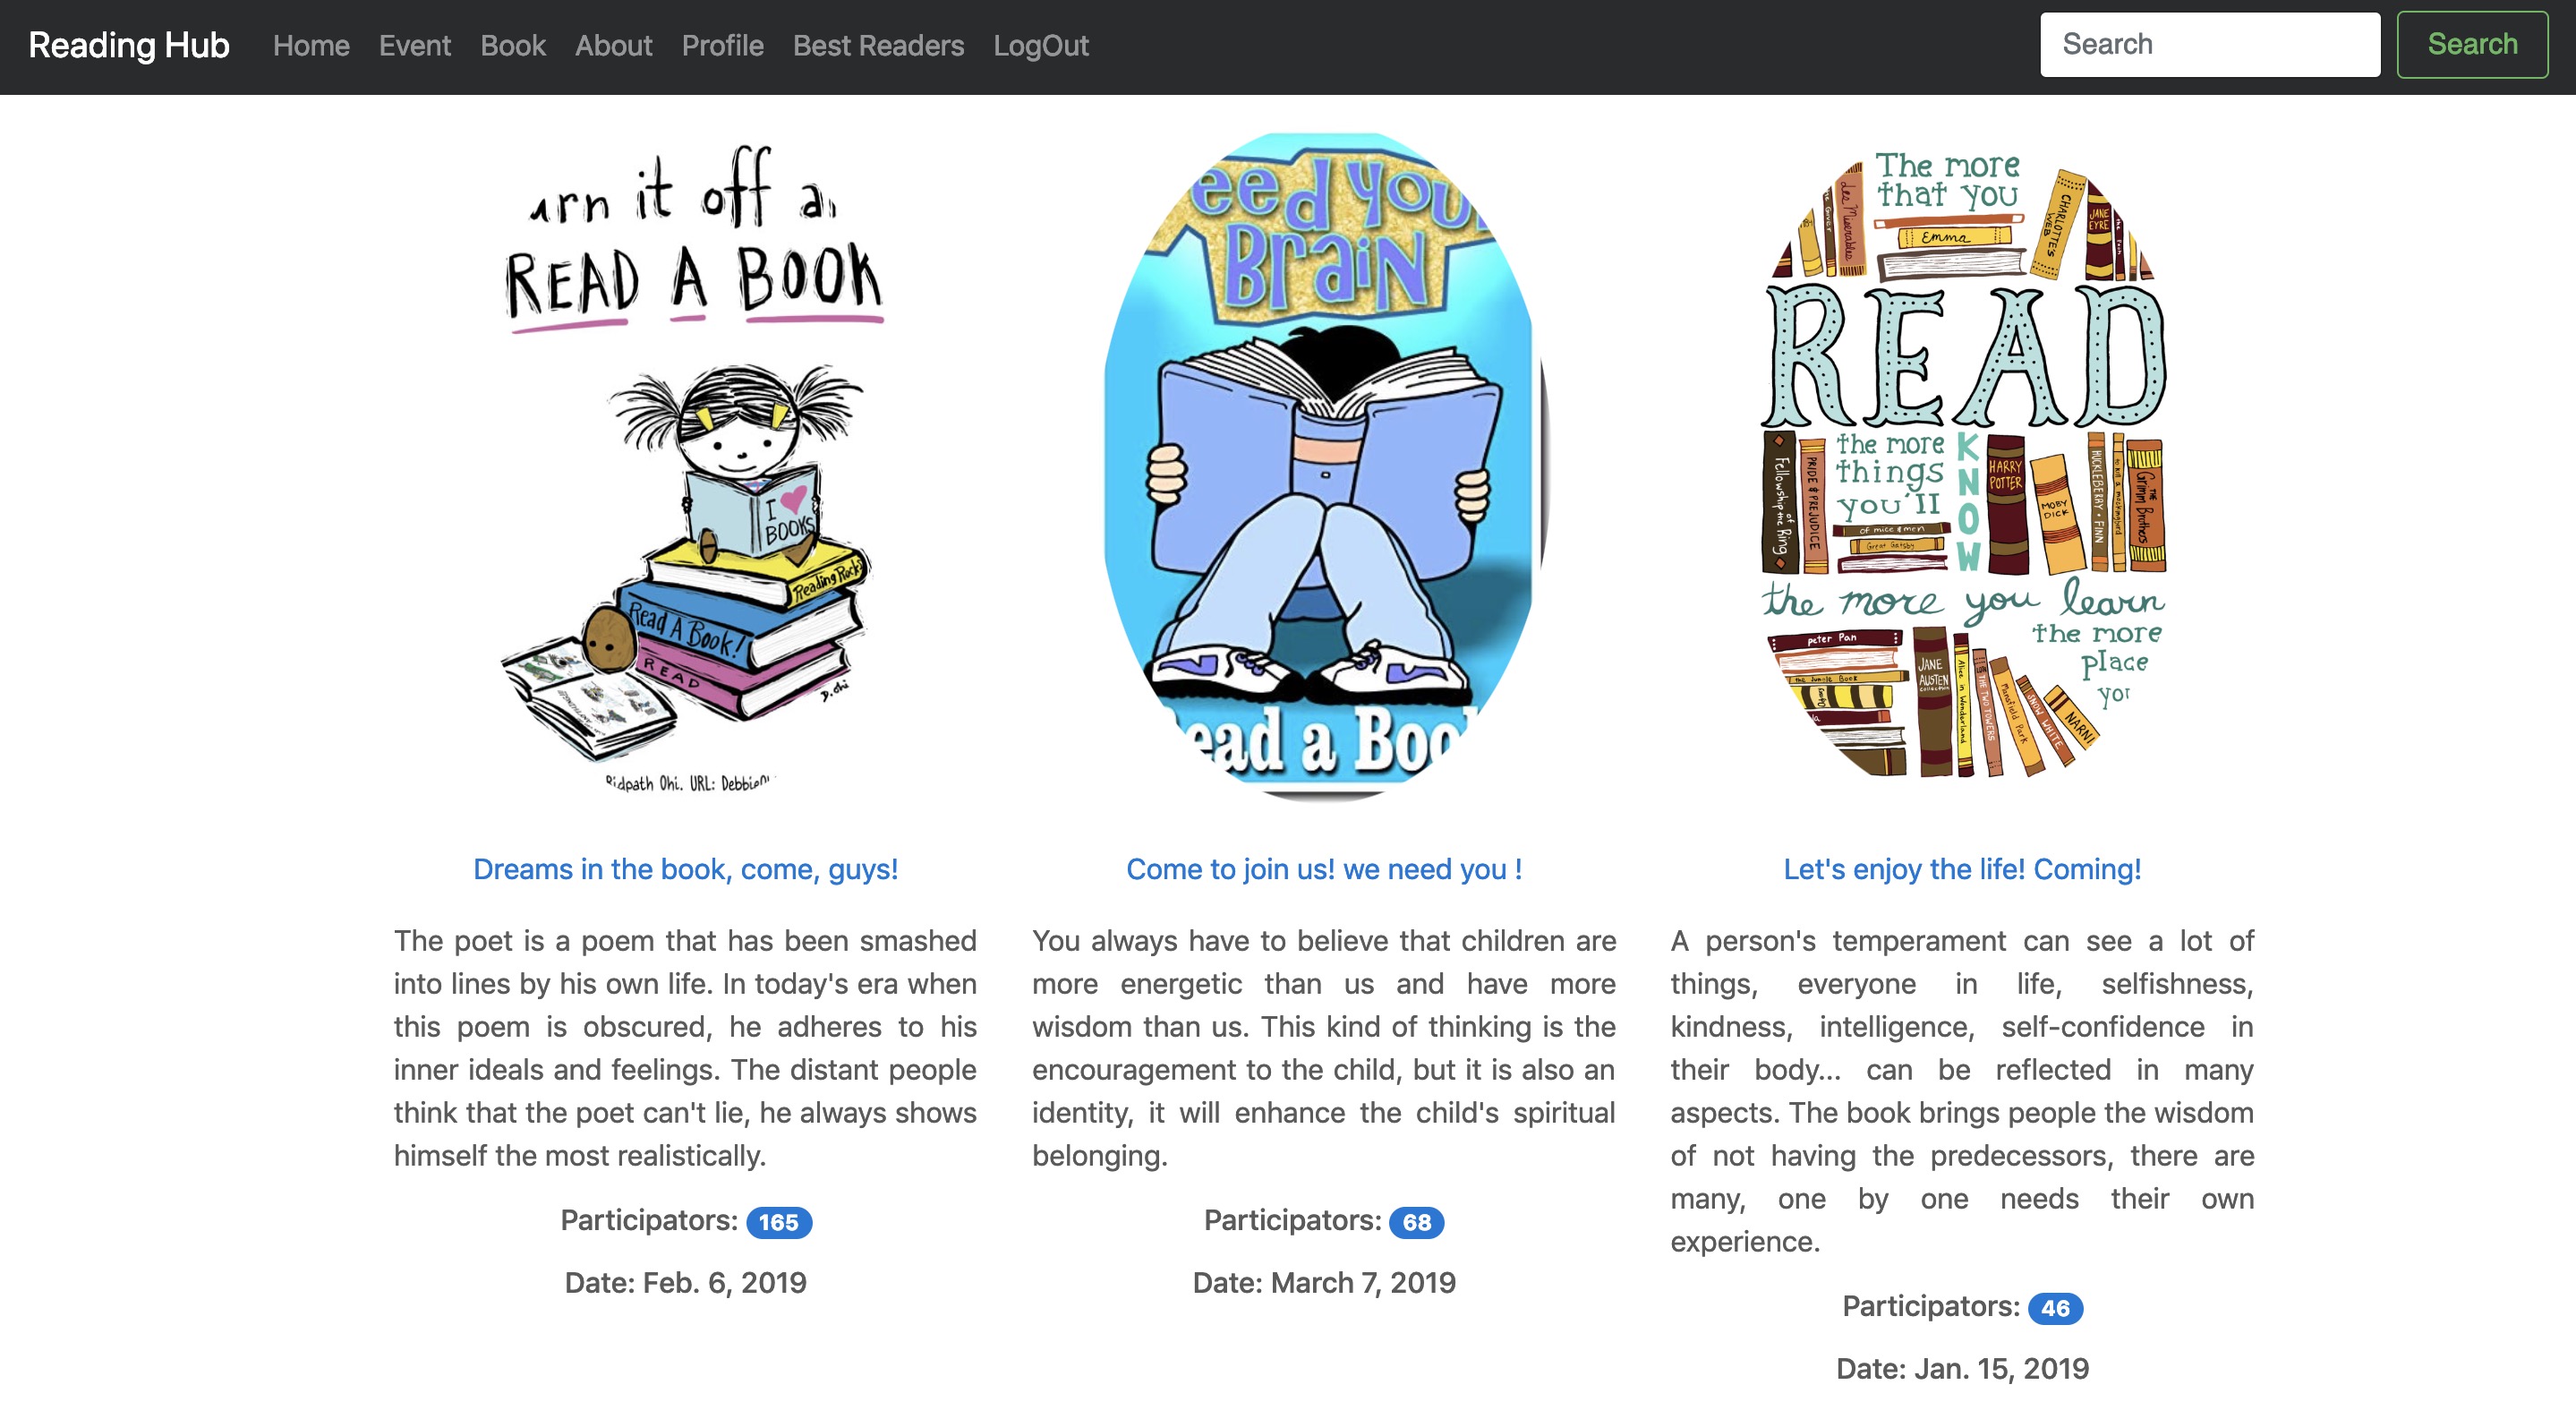 Reading Hub Home Event Book About Profile Best Readers LogOut Search Search
urn it off a
READ A BOOK
I
BOOKS
Reading Rocks
Read A Book!
READ
D. Ohi
Ridpath Ohi. URL: Debbie
eed you
BraiN
ead a Boo
The more
that you
Les Miserables
Emma
CHARLOTTE'S WEB
JANE EYRE
READ
the more
things
you'll
KNOW
Fellowship of the Ring
PRIDE & PREJUDICE
of mice & men
Great Gatsby
HARRY POTTER
MOBY DICK
HUCKLEBERRY • FINN
to kill a mockingbird
the Grimm Brothers
the more you learn
the more
place
yo
peter Pan
the Jungle Book
JANE AUSTEN collection
Alice in Wonderland
THE TWO TOWERS
Mansfield Park
SNOW WHITE
NARNI
Dreams in the book, come, guys!
The poet is a poem that has been smashed
into lines by his own life. In today's era when
this poem is obscured, he adheres to his
inner ideals and feelings. The distant people
think that the poet can't lie, he always shows
himself the most realistically.
Participators: 165
Date: Feb. 6, 2019
Come to join us! we need you !
You always have to believe that children are
more energetic than us and have more
wisdom than us. This kind of thinking is the
encouragement to the child, but it is also an
identity, it will enhance the child's spiritual
belonging.
Participators: 68
Date: March 7, 2019
Let's enjoy the life! Coming!
A person's temperament can see a lot of
things, everyone in life, selfishness,
kindness, intelligence, self-confidence in
their body... can be reflected in many
aspects. The book brings people the wisdom
of not having the predecessors, there are
many, one by one needs their own
experience.
Participators: 46
Date: Jan. 15, 2019